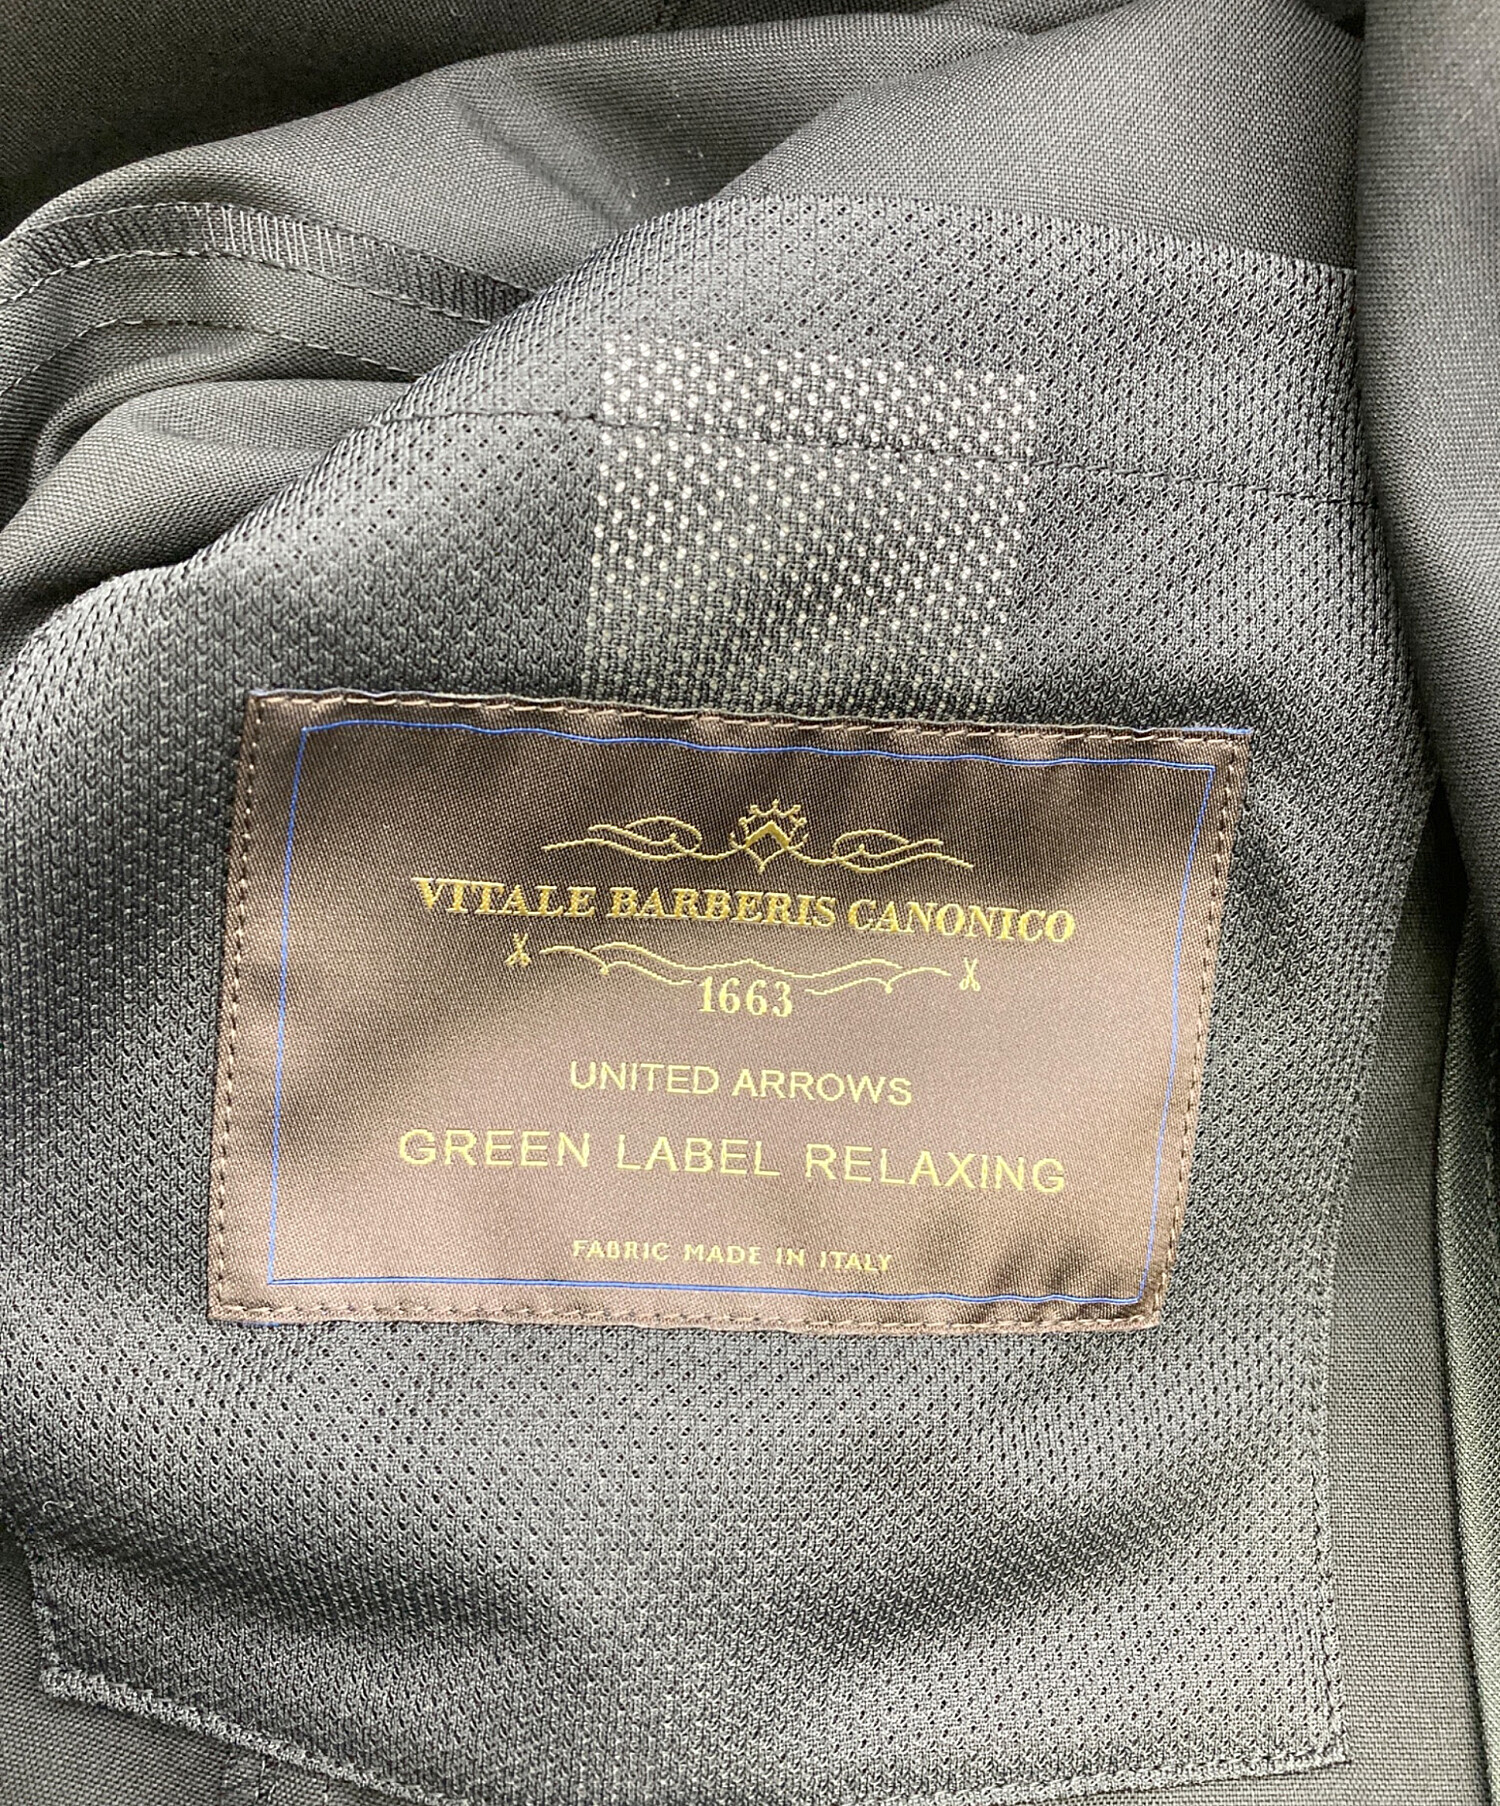 VITALE BARBERIS CANONICO
1663
UNITED ARROWS
GREEN LABEL RELAXING
FABRIC MADE IN ITALY